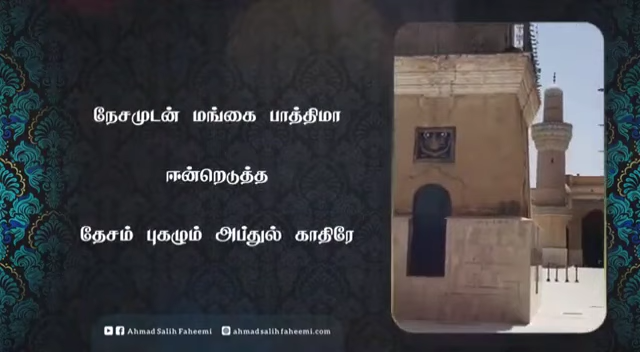 நேசமுடன் மங்கை பாத்திமா
ஈன்றெடுத்த
தேசம் புகழும் அப்துல் காதிரே
Ahmad Salih Faheemi ahmadsalihfaheemi.com